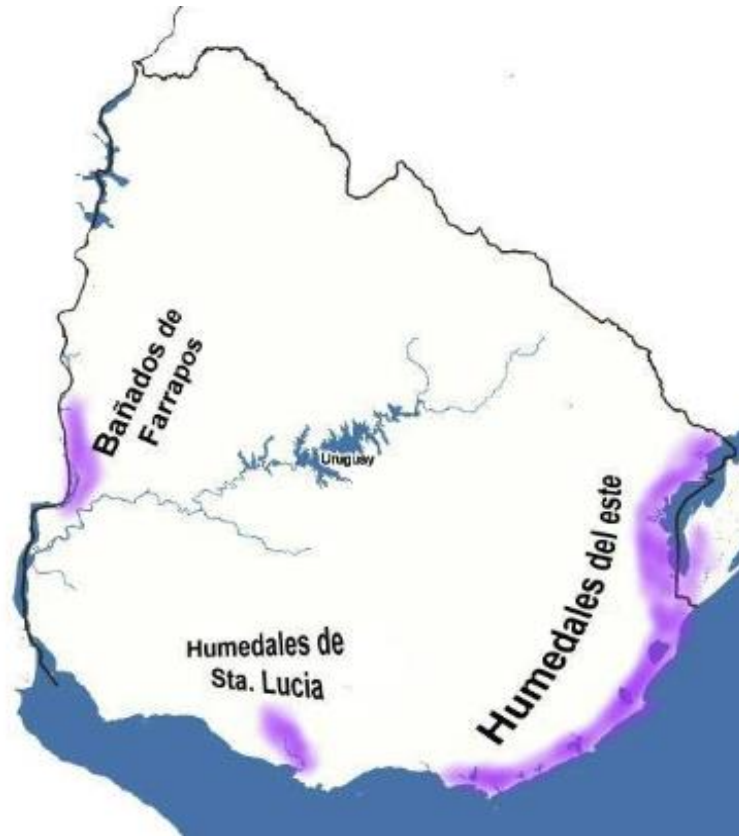 Bañados de
Farrapos
Uruguay
Humedales del este
Humedales de
Sta. Lucia